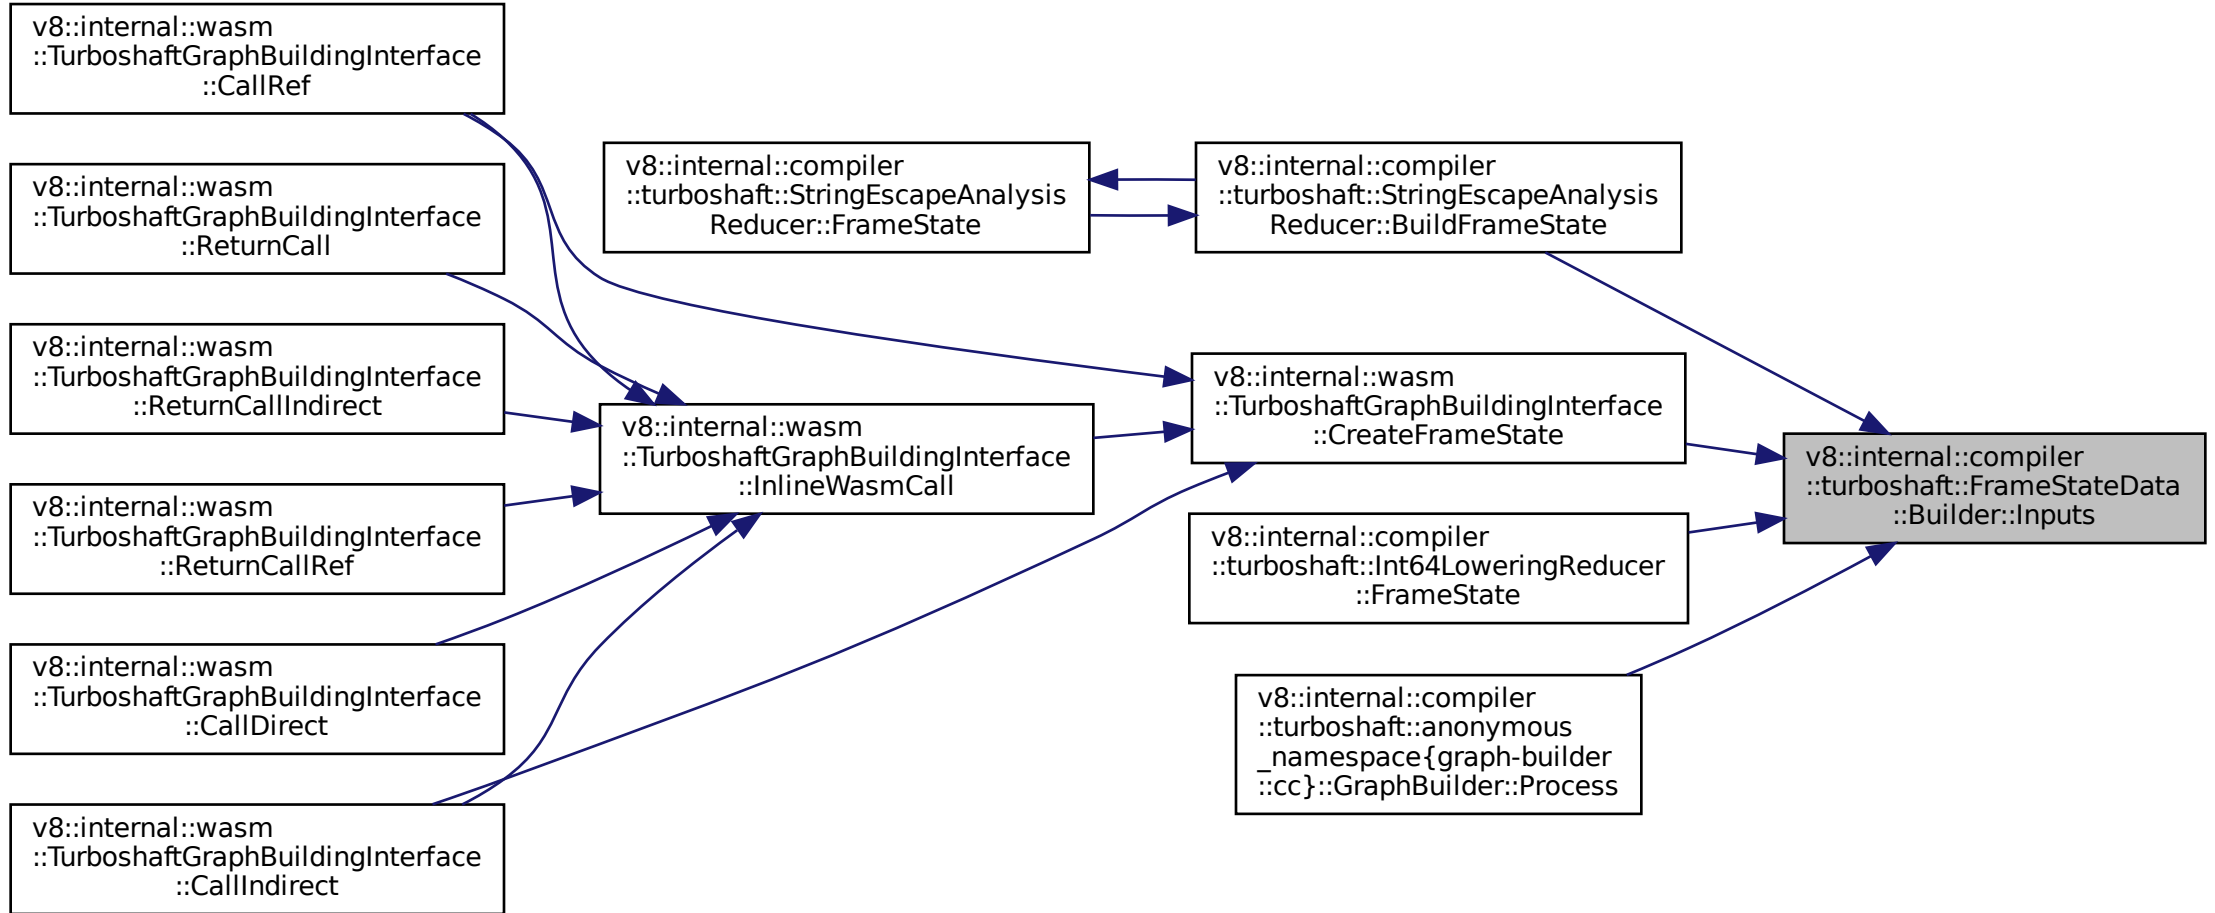 v8::internal::wasm
::TurboshaftGraphBuildingInterface
::CallRef
v8::internal::wasm
::TurboshaftGraphBuildingInterface
::ReturnCall
v8::internal::wasm
::TurboshaftGraphBuildingInterface
::ReturnCallIndirect
v8::internal::wasm
::TurboshaftGraphBuildingInterface
::ReturnCallRef
v8::internal::wasm
::TurboshaftGraphBuildingInterface
::CallDirect
v8::internal::wasm
::TurboshaftGraphBuildingInterface
::CallIndirect
v8::internal::compiler
::turboshaft::StringEscapeAnalysis
Reducer::FrameState
v8::internal::wasm
::TurboshaftGraphBuildingInterface
::InlineWasmCall
v8::internal::compiler
::turboshaft::StringEscapeAnalysis
Reducer::BuildFrameState
v8::internal::wasm
::TurboshaftGraphBuildingInterface
::CreateFrameState
v8::internal::compiler
::turboshaft::Int64LoweringReducer
::FrameState
v8::internal::compiler
::turboshaft::anonymous
_namespace{graph-builder
::cc}::GraphBuilder::Process
v8::internal::compiler
::turboshaft::FrameStateData
::Builder::Inputs